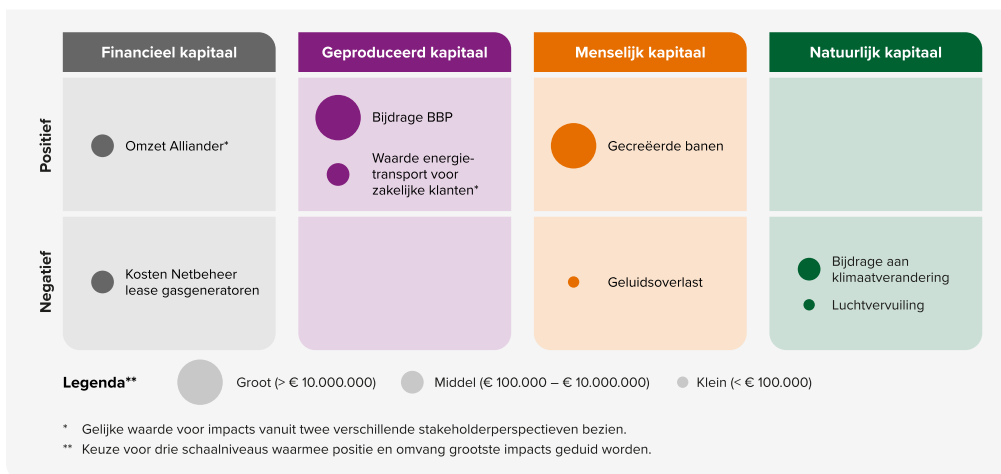 Financieel kapitaal
Geproduceerd kapitaal
Menselijk kapitaal
Natuurlijk kapitaal
Positief
Omzet Alliander*
Bijdrage BBP
Waarde energie-
transport voor
zakelijke klanten*
Gecreëerde banen
Negatief
Kosten Netbeheer
lease gasgeneratoren
Geluidsoverlast
Bijdrage aan
klimaatverandering
Luchtvervuiling
Legenda**
Groot (> € 10.000.000)
Middel (€ 100.000 – € 10.000.000)
Klein (< € 100.000)
* Gelijke waarde voor impacts vanuit twee verschillende stakeholderperspectieven bezien.
** Keuze voor drie schaalniveaus waarmee positie en omvang grootste impacts geduid worden.